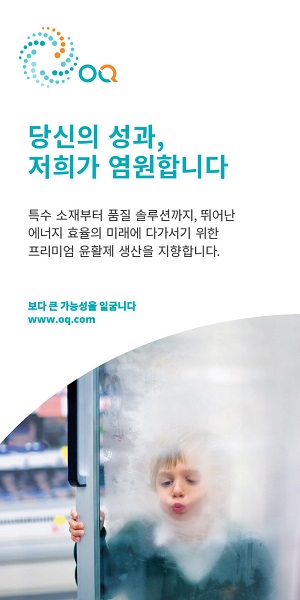 OQ
당신의 성과,
저희가 염원합니다
특수 소재부터 품질 솔루션까지, 뛰어난
에너지 효율의 미래에 다가서기 위한
프리미엄 윤활제 생산을 지향합니다.
보다 큰 가능성을 일굽니다
www.oq.com